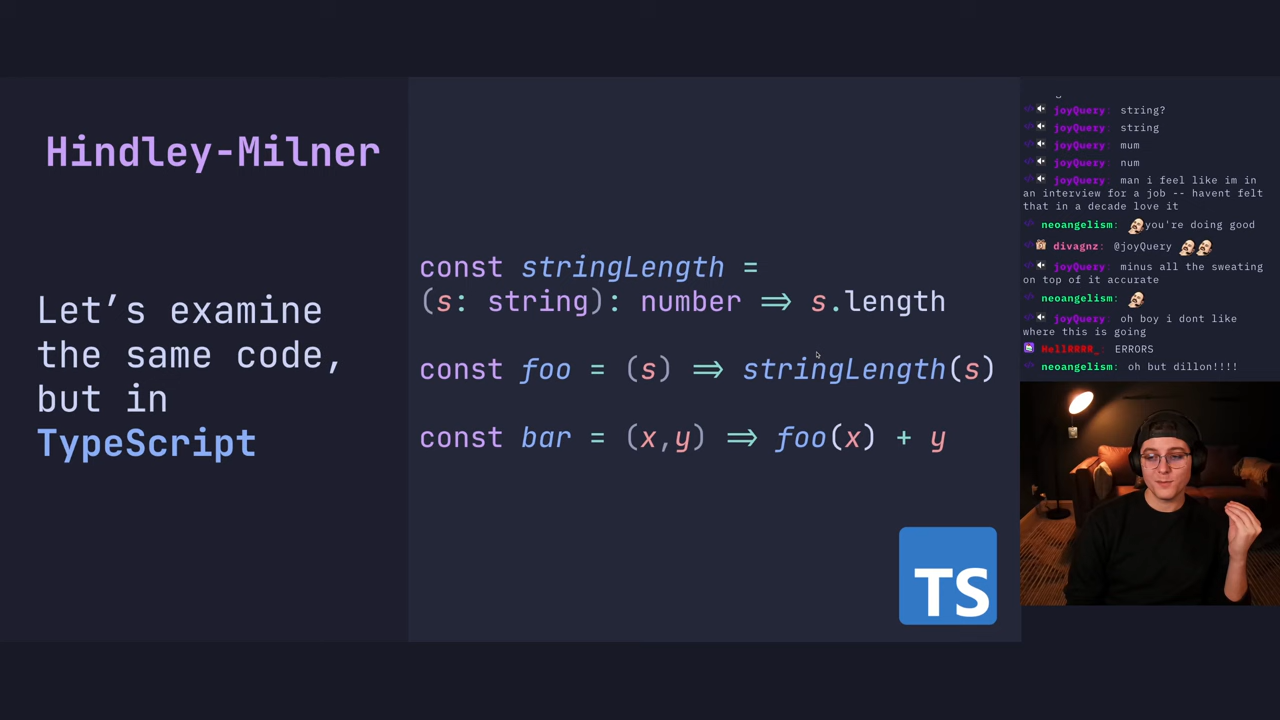 Hindley-Milner
Let’s examine
the same code,
but in
TypeScript
const stringLength =
(s: string): number => s.length
const foo = (s) => stringLength(s)
const bar = (x,y) => foo(x) + y
TS
joyQuery: string?
joyQuery: string
joyQuery: mum
joyQuery: num
joyQuery: man i feel like im in
an interview for a job -- havent felt
that in a decade love it
neoangelism: you're doing good
divagnz: @joyQuery
joyQuery: minus all the sweating
on top of it accurate
neoangelism:
joyQuery: oh boy i dont like
where this is going
HellRRRR_: ERRORS
neoangelism: oh but dillon!!!!